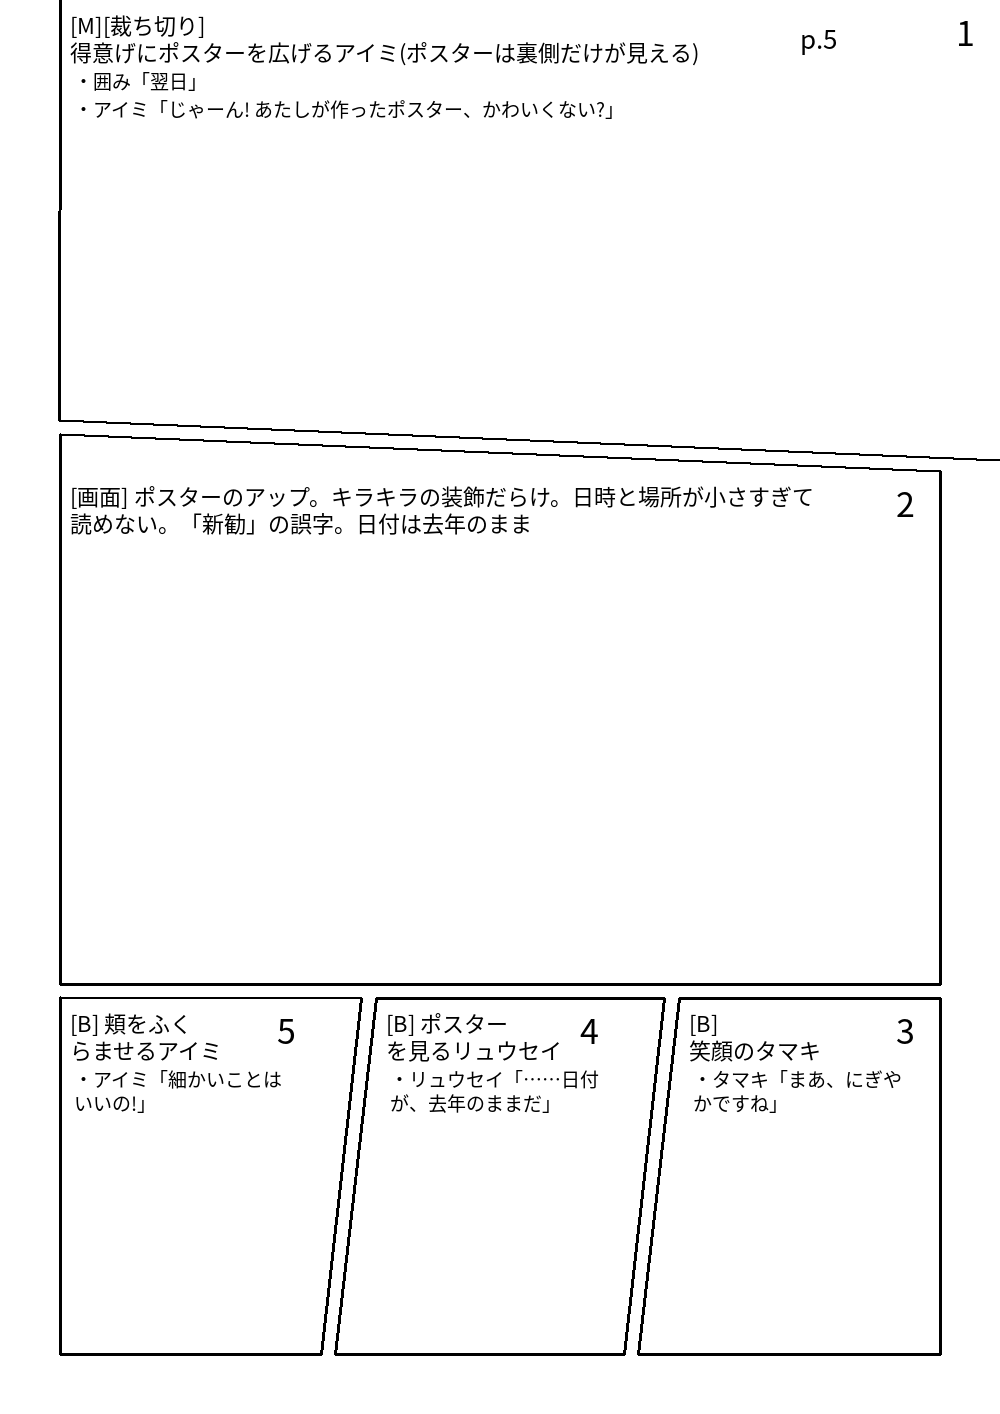 [M][裁ち切り]
得意げにポスターを広げるアイミ(ポスターは裏側だけが見える)
・囲み「翌日」
・アイミ「じゃーん! あたしが作ったポスター、かわいくない?」
p.5
1
[画面] ポスターのアップ。キラキラの装飾だらけ。日時と場所が小さすぎて
読めない。「新勧」の誤字。日付は去年のまま
2
[B]
笑顔のタマキ
・タマキ「まあ、にぎや
かですね」
3
[B] ポスター
を見るリュウセイ
・リュウセイ「……日付
が、去年のままだ」
4
[B] 頬をふく
らませるアイミ
・アイミ「細かいことは
いいの!」
5